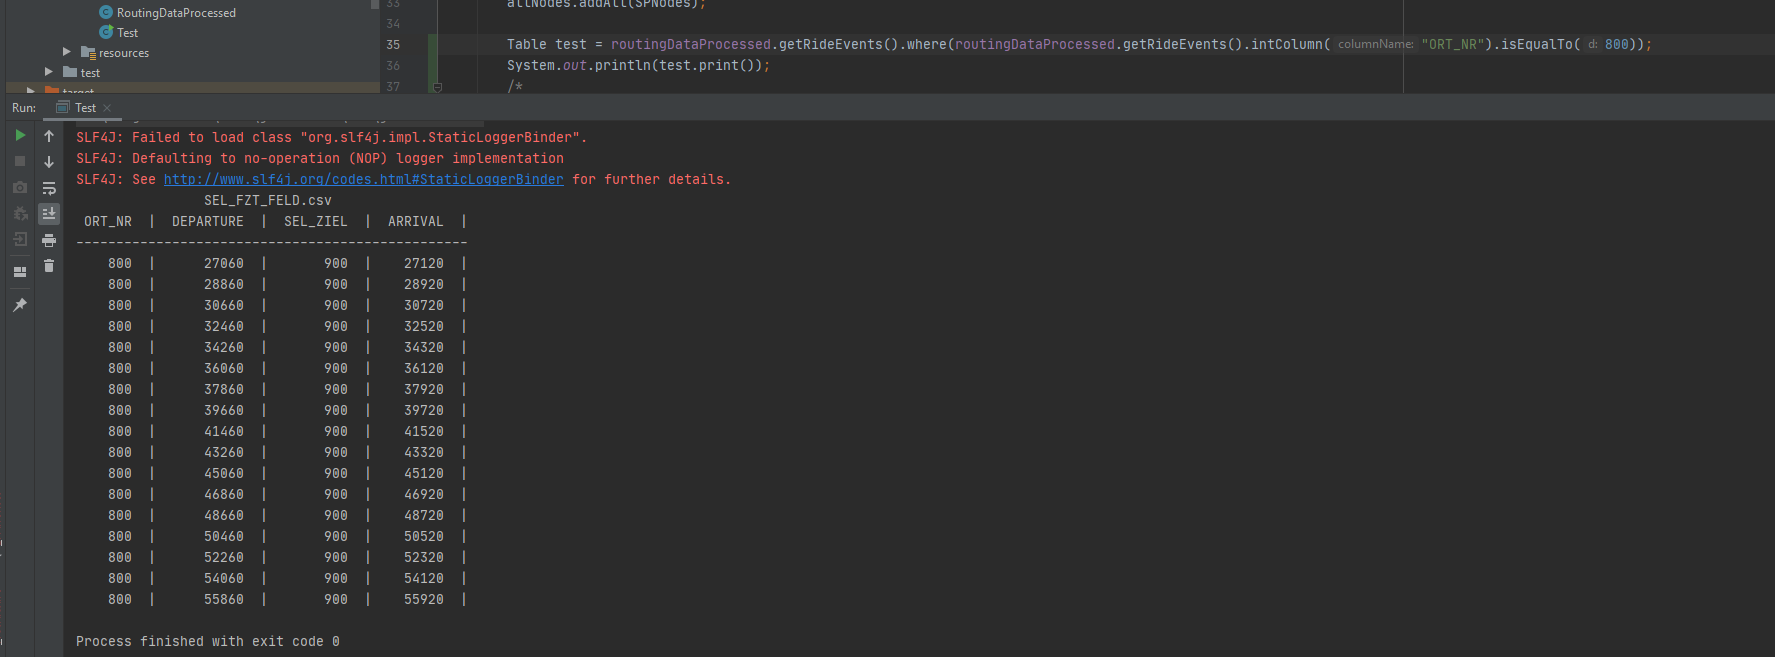 RoutingDataProcessed
Test
resources
test
target
33 allNodes.addAll(SPNodes);
34
35 Table test = routingDataProcessed.getRideEvents().where(routingDataProcessed.getRideEvents().intColumn( columnName: "ORT_NR").isEqualTo( d: 800));
36 System.out.println(test.print());
37 /*
Run: Test
SLF4J: Failed to load class "org.slf4j.impl.StaticLoggerBinder".
SLF4J: Defaulting to no-operation (NOP) logger implementation
SLF4J: See http://www.slf4j.org/codes.html#StaticLoggerBinder for further details.
SEL_FZT_FELD.csv
ORT_NR | DEPARTURE | SEL_ZIEL | ARRIVAL |
-------------------------------------------------
800 | 27060 | 900 | 27120 |
800 | 28860 | 900 | 28920 |
800 | 30660 | 900 | 30720 |
800 | 32460 | 900 | 32520 |
800 | 34260 | 900 | 34320 |
800 | 36060 | 900 | 36120 |
800 | 37860 | 900 | 37920 |
800 | 39660 | 900 | 39720 |
800 | 41460 | 900 | 41520 |
800 | 43260 | 900 | 43320 |
800 | 45060 | 900 | 45120 |
800 | 46860 | 900 | 46920 |
800 | 48660 | 900 | 48720 |
800 | 50460 | 900 | 50520 |
800 | 52260 | 900 | 52320 |
800 | 54060 | 900 | 54120 |
800 | 55860 | 900 | 55920 |
Process finished with exit code 0